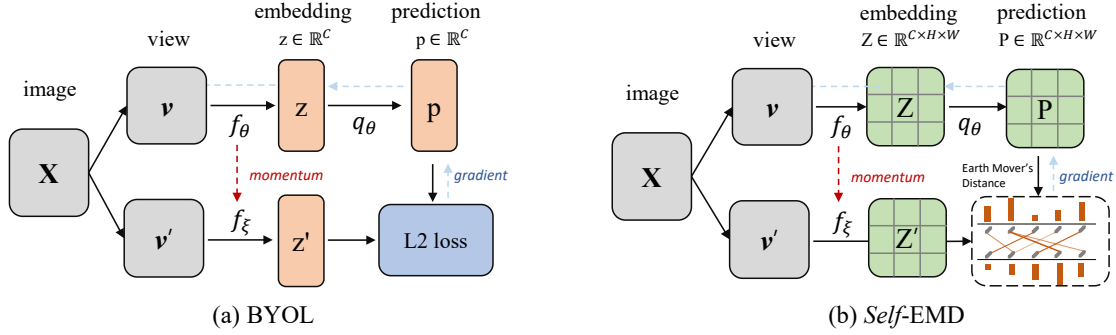 embedding
prediction
z ∈ ℝ^C
p ∈ ℝ^C
view
image
v
z
p
f_θ
q_θ
X
momentum
gradient
v'
f_ξ
z'
L2 loss
(a) BYOL
embedding
prediction
Z ∈ ℝ^{C×H×W}
P ∈ ℝ^{C×H×W}
view
image
v
Z
P
f_θ
q_θ
X
momentum
Earth Mover's
Distance
gradient
v'
f_ξ
Z'
(b) Self-EMD